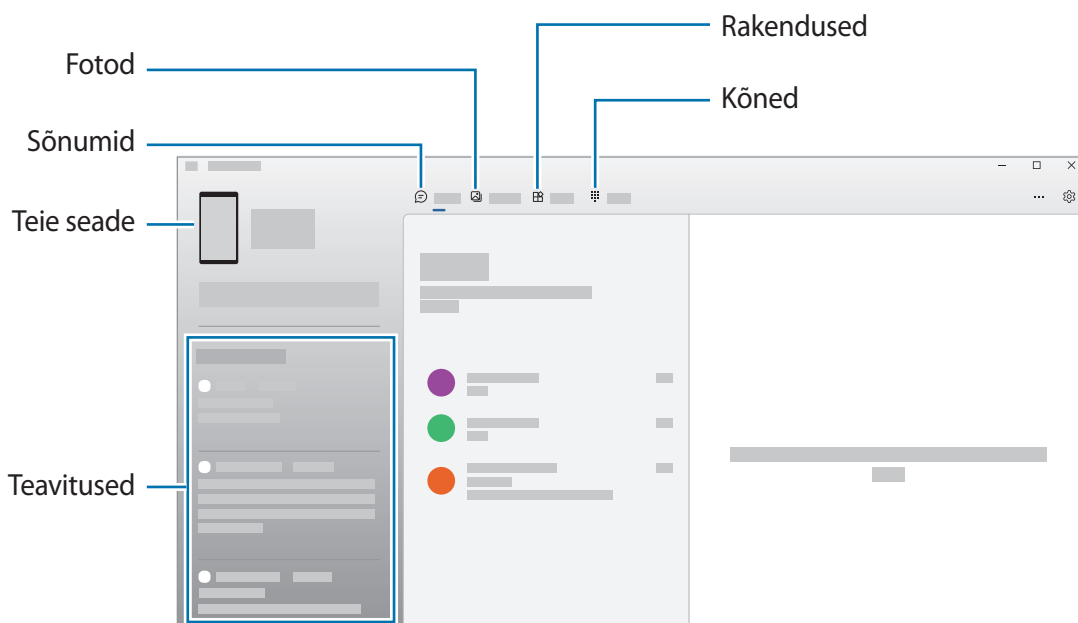 Rakendused
Fotod
Kõned
Sõnumid
Teie seade
Teavitused